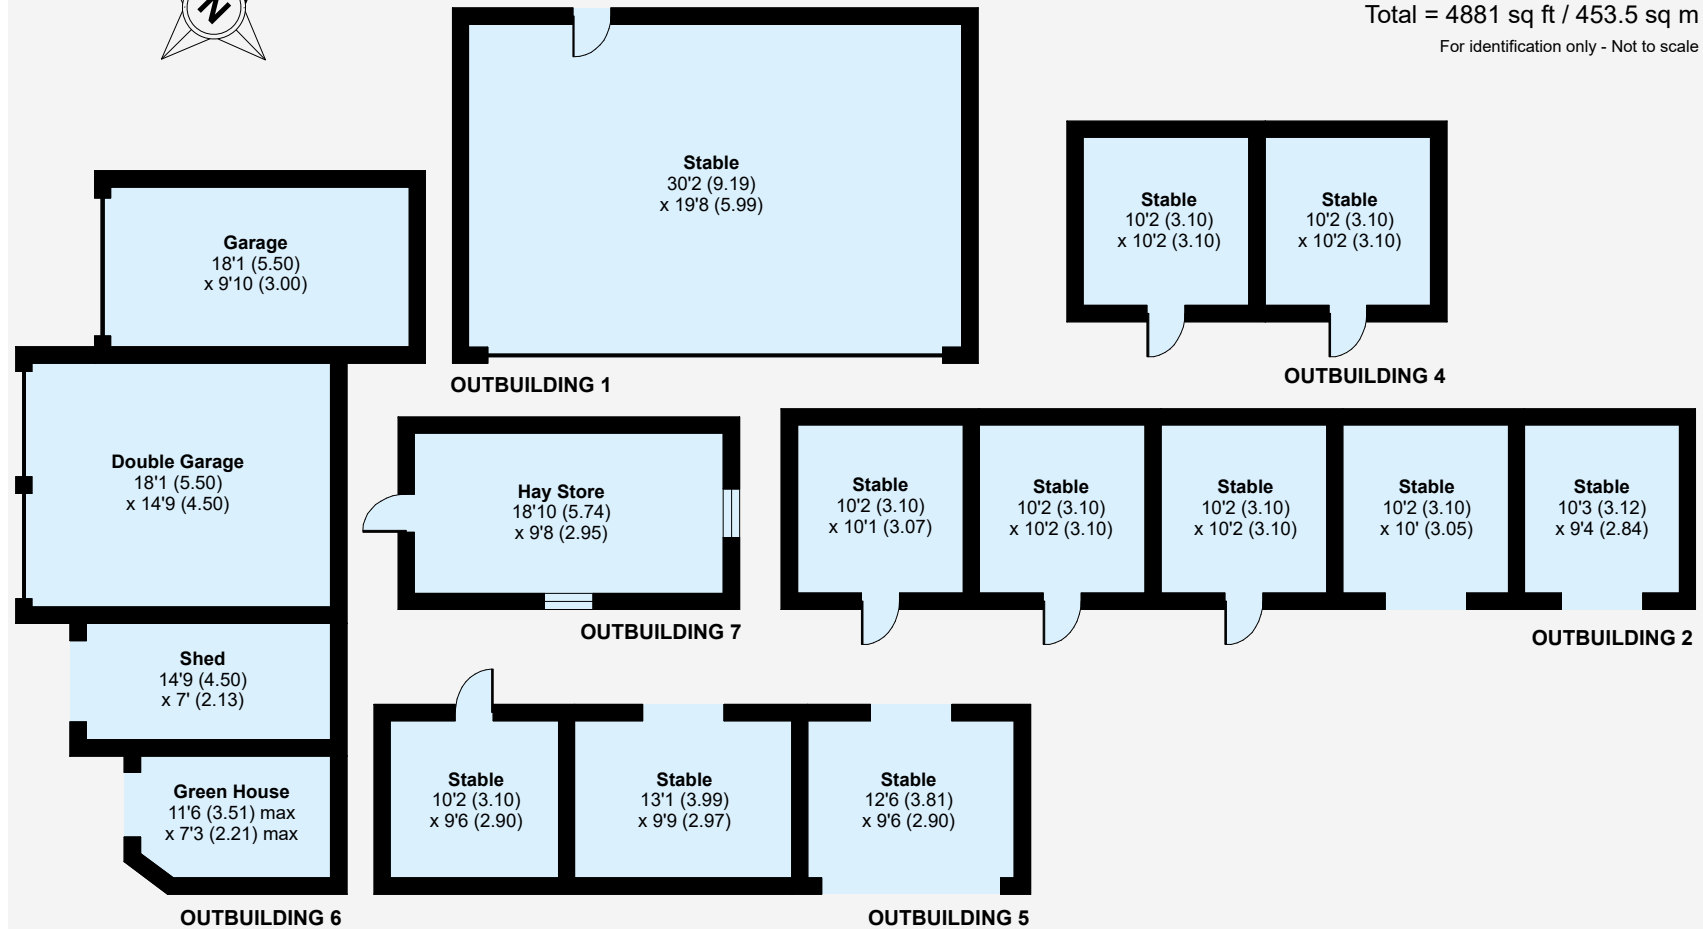 N
Total = 4881 sq ft / 453.5 sq m
For identification only - Not to scale
Stable
30'2 (9.19)
x 19'8 (5.99)
OUTBUILDING 1
Stable
10'2 (3.10)
x 10'2 (3.10)
Stable
10'2 (3.10)
x 10'2 (3.10)
OUTBUILDING 4
Garage
18'1 (5.50)
x 9'10 (3.00)
Double Garage
18'1 (5.50)
x 14'9 (4.50)
Shed
14'9 (4.50)
x 7' (2.13)
Green House
11'6 (3.51) max
x 7'3 (2.21) max
OUTBUILDING 6
Hay Store
18'10 (5.74)
x 9'8 (2.95)
OUTBUILDING 7
Stable
10'2 (3.10)
x 10'1 (3.07)
Stable
10'2 (3.10)
x 10'2 (3.10)
Stable
10'2 (3.10)
x 10'2 (3.10)
Stable
10'2 (3.10)
x 10' (3.05)
Stable
10'3 (3.12)
x 9'4 (2.84)
OUTBUILDING 2
Stable
10'2 (3.10)
x 9'6 (2.90)
Stable
13'1 (3.99)
x 9'9 (2.97)
Stable
12'6 (3.81)
x 9'6 (2.90)
OUTBUILDING 5